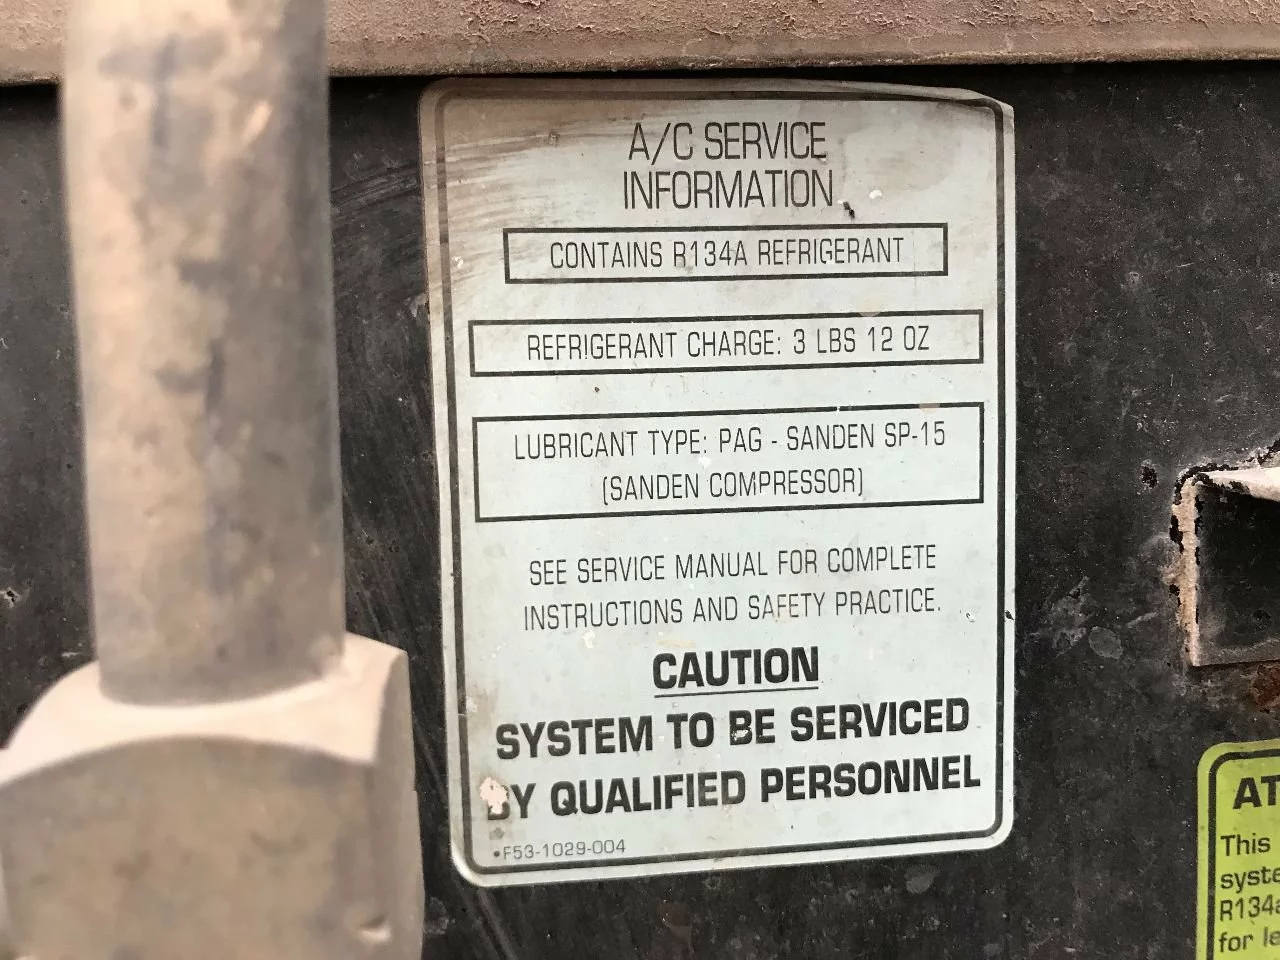 A/C SERVICE
INFORMATION
CONTAINS R134A REFRIGERANT
REFRIGERANT CHARGE: 3 LBS 12 OZ
LUBRICANT TYPE: PAG - SANDEN SP-15
(SANDEN COMPRESSOR)
SEE SERVICE MANUAL FOR COMPLETE
INSTRUCTIONS AND SAFETY PRACTICE.
CAUTION
SYSTEM TO BE SERVICED
BY QUALIFIED PERSONNEL
•F53-1029-004
This
R134a
for